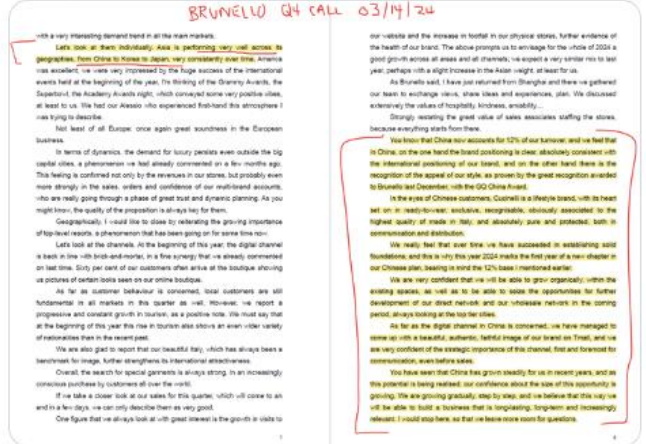 BRUNELLO Q4 CALL 03/14/24
with a very interesting demand trend in all the main markets.
Let's look at them individually. Asia is performing very well across its
geographies, from China to Korea to Japan, very consistently over time. America
was excellent; we were very impressed by the huge success of the international
events held at the beginning of the year, I'm thinking of the Grammy Awards, the
Superbowl, the Academy Awards night, which conveyed some very positive vibes,
at least to us. We had our Alessio who experienced first-hand this atmosphere I
was trying to describe.
Not least of all Europe: once again great soundness in the European
business.
In terms of dynamics, the demand for luxury persists even outside the big
capital cities, a phenomenon we had already commented on a few months ago.
This feeling is confirmed not only by the revenues in our stores, but probably even
more strongly in the sales, orders and confidence of our multi-brand accounts,
who are really going through a phase of great trust and dynamic planning. As you
might know, the quality of the proposition is always key for them.
Geographically, I would like to close by reiterating the growing importance
of top-level resorts, a phenomenon that has been going on for some time now.
Let's look at the channels. At the beginning of this year, the digital channel
is back in line with brick-and-mortar, in a fine synergy that we already commented
on last time. Sixty per cent of our customers often arrive at the boutique showing
us pictures of certain looks seen on our online boutique.
As far as customer behaviour is concerned, local customers are still
fundamental in all markets in this quarter as well. However, we report a
progressive and constant growth in tourism, as a positive note. We must say that
at the beginning of this year this rise in tourism also shows an even wider variety
of nationalities than in the recent past.
We are also glad to report that our beautiful Italy, which has always been a
benchmark for image, further strengthens its international attractiveness.
Overall, the search for special garments is always strong, in an increasingly
conscious purchase by customers all over the world.
If we take a closer look at our sales for this quarter, which will come to an
end in a few days, we can only describe them as very good.
One figure that we always look at with great interest is the growth in visits to
our website and the increase in footfall in our physical stores, further evidence of
the health of our brand. The above prompts us to envisage for the whole of 2024 a
good growth across all areas and all channels; we expect a very similar mix to last
year, perhaps with a slight increase in the Asian weight, at least for us.
As Brunello said, I have just returned from Shanghai and there we gathered
our team to exchange views, share ideas and experiences, plan. We discussed
extensively the values of hospitality, kindness, amiability...
Strongly restating the great value of sales associates staffing the stores,
because everything starts from there.
You know that China now accounts for 12% of our turnover, and we feel that
in China, on the one hand the brand positioning is clear, absolutely consistent with
the international positioning of our brand, and on the other hand there is the
recognition of the appeal of our style, as proven by the great recognition awarded
to Brunello last December, with the GQ China Award.
In the eyes of Chinese customers, Cucinelli is a lifestyle brand, with its heart
set on in ready-to-wear, exclusive, recognisable, obviously associated to the
highest quality of made in Italy, and absolutely pure and protected, both in
communication and distribution.
We really feel that over time we have succeeded in establishing solid
foundations, and this is why this year 2024 marks the first year of a new chapter in
our Chinese plan, bearing in mind the 12% base I mentioned earlier.
We are very confident that we will be able to grow organically, within the
existing spaces, as well as to be able to seize the opportunities for further
development of our direct network and our wholesale network in the coming
period, always looking at the top tier cities.
As far as the digital channel in China is concerned, we have managed to
come up with a beautiful, authentic, faithful image of our brand on Tmall, and we
are very confident of the strategic importance of this channel, first and foremost for
communication, even before sales.
You have seen that China has grown steadily for us in recent years, and as
this potential is being realised, our confidence about the size of this opportunity is
growing. We are growing gradually, step by step, and we believe that this way we
will be able to build a business that is long-lasting, long-term and increasingly
relevant. I would stop here, so that we leave more room for questions.